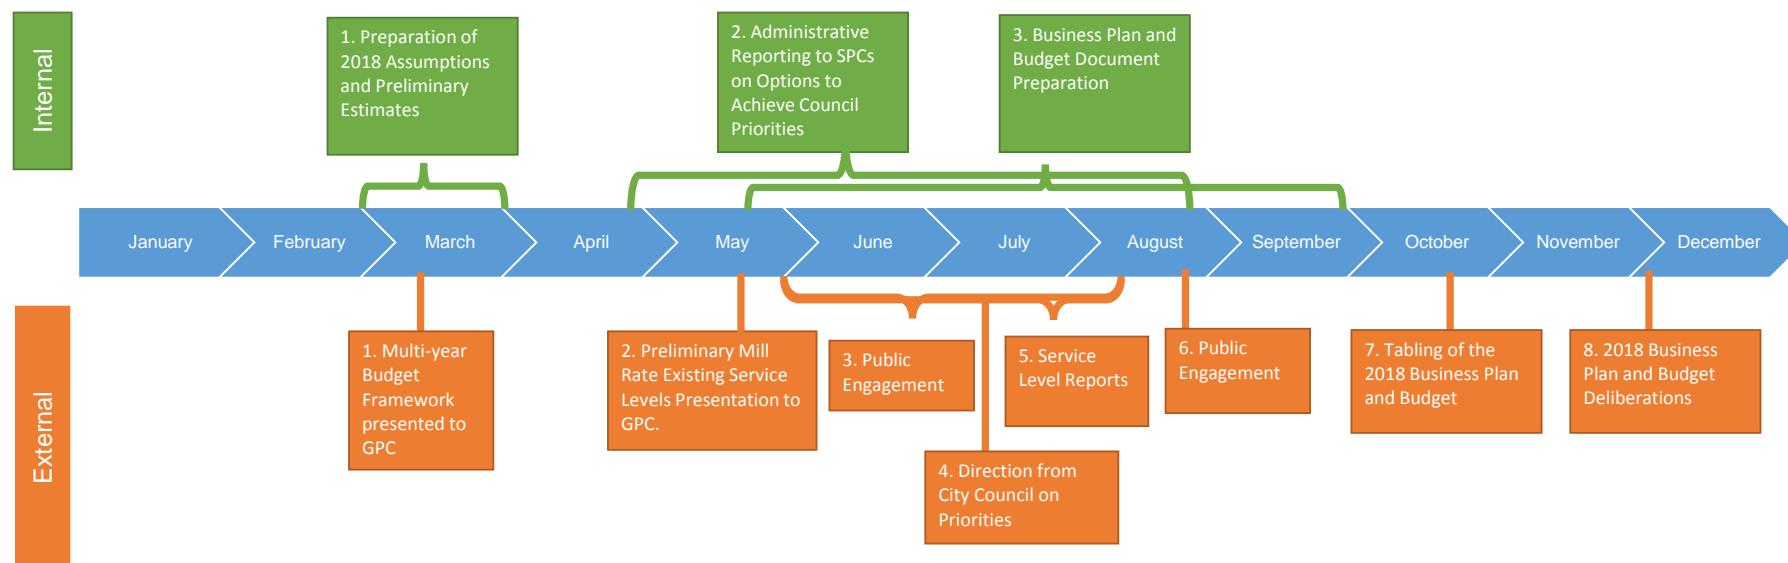 Internal
1. Preparation of
2018 Assumptions
and Preliminary
Estimates
2. Administrative
Reporting to SPCs
on Options to
Achieve Council
Priorities
3. Business Plan and
Budget Document
Preparation
January
February
March
April
May
June
July
August
September
October
November
December
External
1. Multi-year
Budget
Framework
presented to
GPC
2. Preliminary Mill
Rate Existing Service
Levels Presentation to
GPC.
3. Public
Engagement
4. Direction from
City Council on
Priorities
5. Service
Level Reports
6. Public
Engagement
7. Tabling of the
2018 Business Plan
and Budget
8. 2018 Business
Plan and Budget
Deliberations